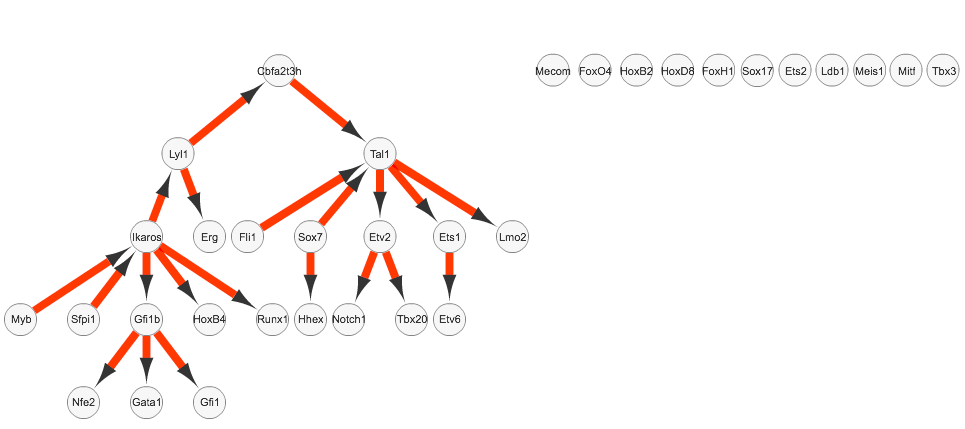 Cbfa2t3h Mecom FoxO4 HoxB2 HoxD8 FoxH1 Sox17 Ets2 Ldb1 Meis1 Mitf Tbx3
Lyl1 Tal1
Ikaros Erg Fli1 Sox7 Etv2 Ets1 Lmo2
Myb Sfpi1 Gfi1b HoxB4 Runx1 Hhex Notch1 Tbx20 Etv6
Nfe2 Gata1 Gfi1